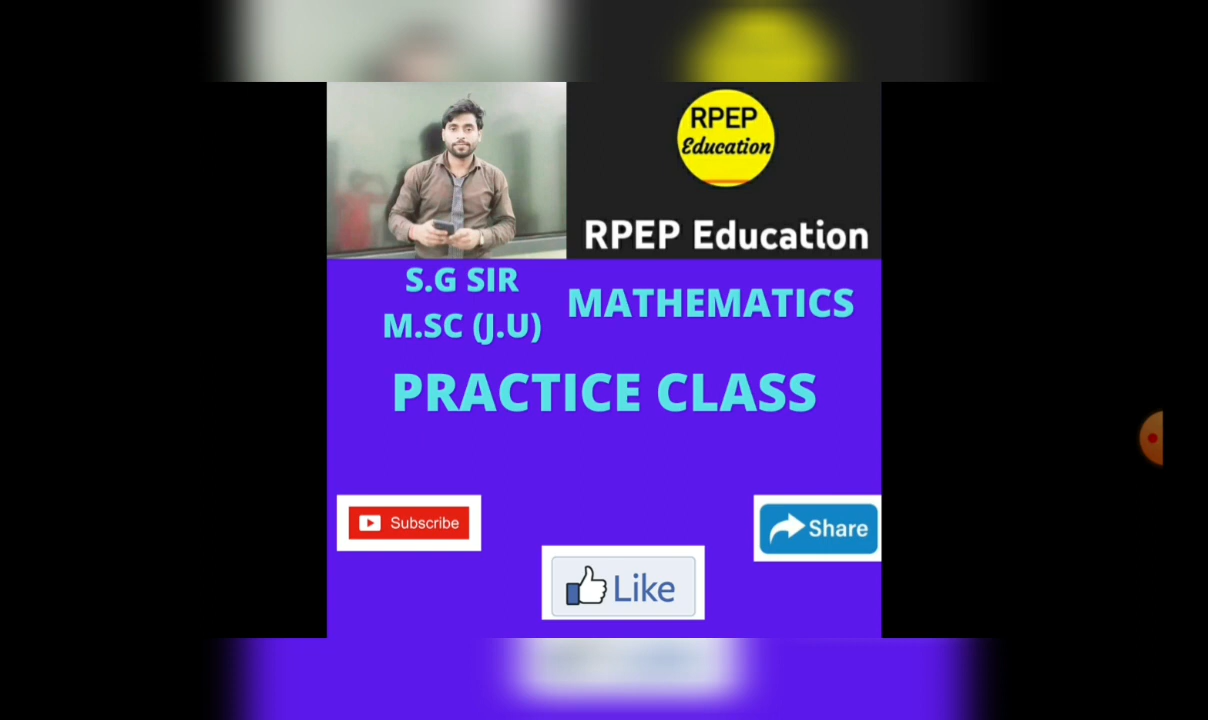 RPEP
Education
RPEP Education
S.G SIR
M.SC (J.U)
MATHEMATICS
PRACTICE CLASS
Subscribe
Share
Like